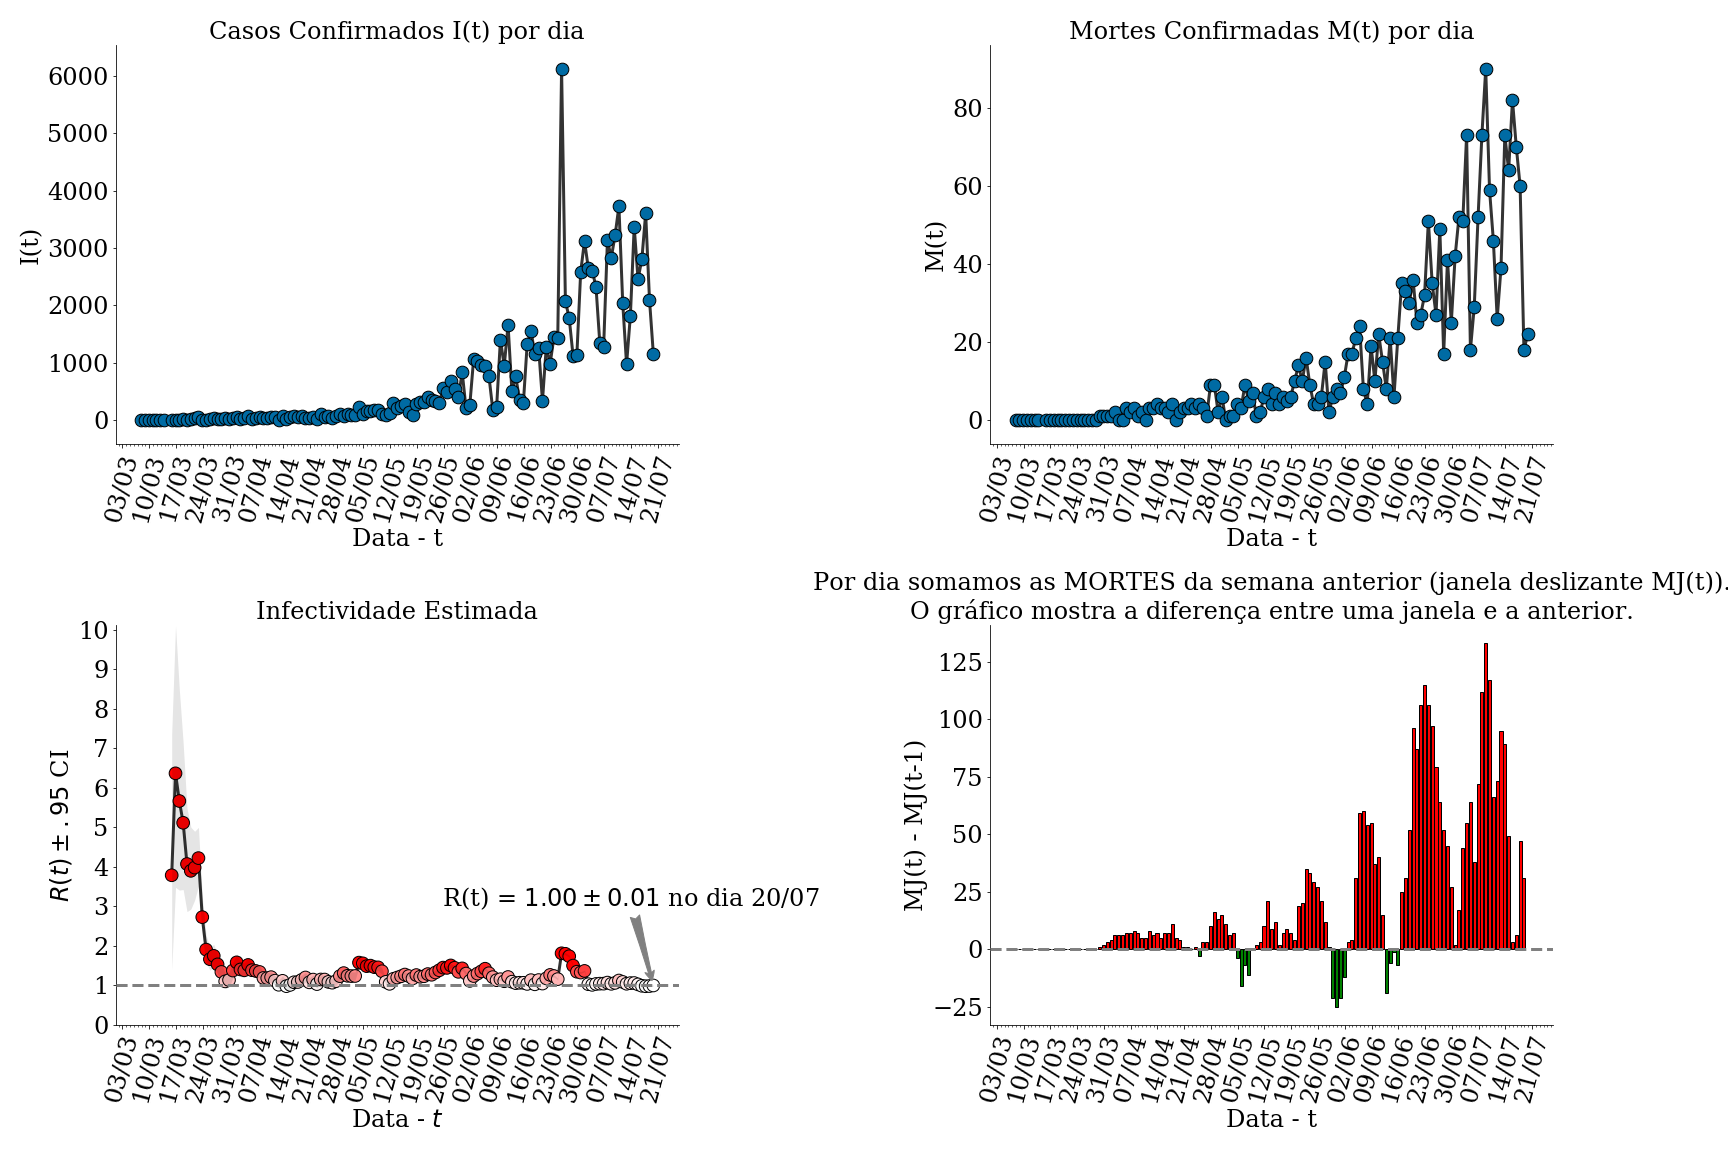 Casos Confirmados I(t) por dia
I(t)
6000
5000
4000
3000
2000
1000
0
03/03 10/03 17/03 24/03 31/03 07/04 14/04 21/04 28/04 05/05 12/05 19/05 26/05 02/06 09/06 16/06 23/06 30/06 07/07 14/07 21/07
Data - t
Mortes Confirmadas M(t) por dia
M(t)
80
60
40
20
0
03/03 10/03 17/03 24/03 31/03 07/04 14/04 21/04 28/04 05/05 12/05 19/05 26/05 02/06 09/06 16/06 23/06 30/06 07/07 14/07 21/07
Data - t
Infectividade Estimada
R(t) ± .95 CI
10
9
8
7
6
5
4
3
2
1
0
R(t) = 1.00 ± 0.01 no dia 20/07
03/03 10/03 17/03 24/03 31/03 07/04 14/04 21/04 28/04 05/05 12/05 19/05 26/05 02/06 09/06 16/06 23/06 30/06 07/07 14/07 21/07
Data - t
Por dia somamos as MORTES da semana anterior (janela deslizante MJ(t)).
O gráfico mostra a diferença entre uma janela e a anterior.
MJ(t) - MJ(t-1)
125
100
75
50
25
0
−25
03/03 10/03 17/03 24/03 31/03 07/04 14/04 21/04 28/04 05/05 12/05 19/05 26/05 02/06 09/06 16/06 23/06 30/06 07/07 14/07 21/07
Data - t